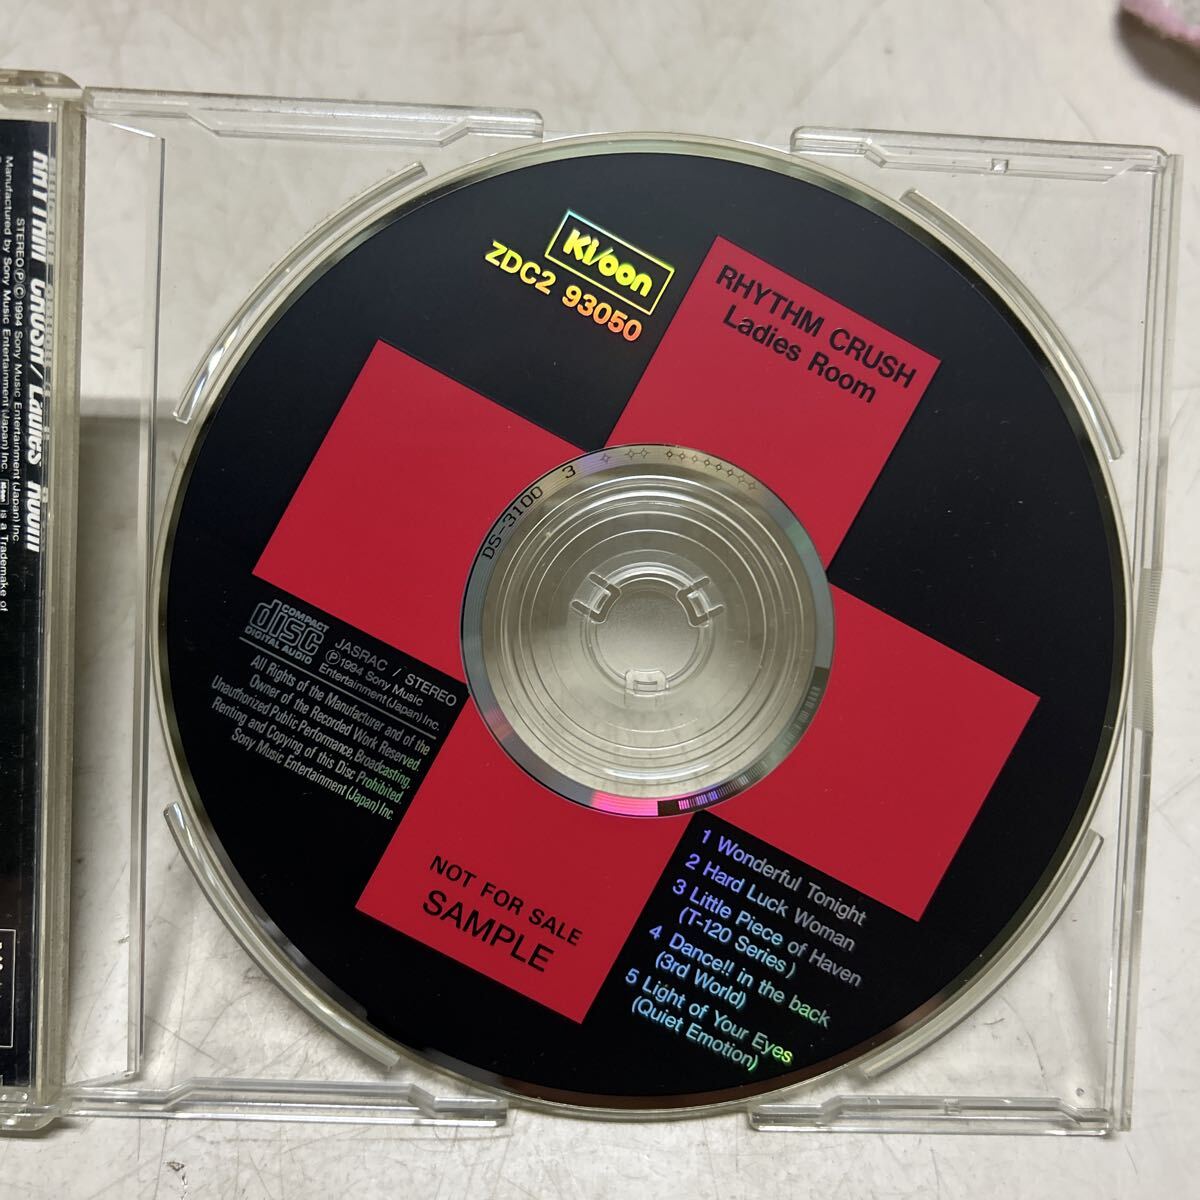 RHYTHM CRUSH/Ladies Room
STEREO Ⓟ Ⓒ 1994 Sony Music Entertainment (Japan) Inc.
Manufactured by Sony Music Entertainment (Japan) Inc. Ki/oon is a Trademake of
Ki/oon
ZDC2 93050
RHYTHM CRUSH
Ladies Room
DS-3100 3
COMPACT
disc
DIGITAL AUDIO
JASRAC / STEREO
Ⓟ 1994 Sony Music
Entertainment (Japan) Inc.
All Rights of the Manufacturer and of the
Owner of the Recorded Work Reserved.
Unauthorized Public Performance, Broadcasting,
Renting and Copying of this Disc Prohibited.
Sony Music Entertainment (Japan) Inc.
NOT FOR SALE
SAMPLE
1 Wonderful Tonight
2 Hard Luck Woman
3 Little Piece of Haven
(T-120 Series)
4 Dance!! in the back
(3rd World)
5 Light of Your Eyes
(Quiet Emotion)